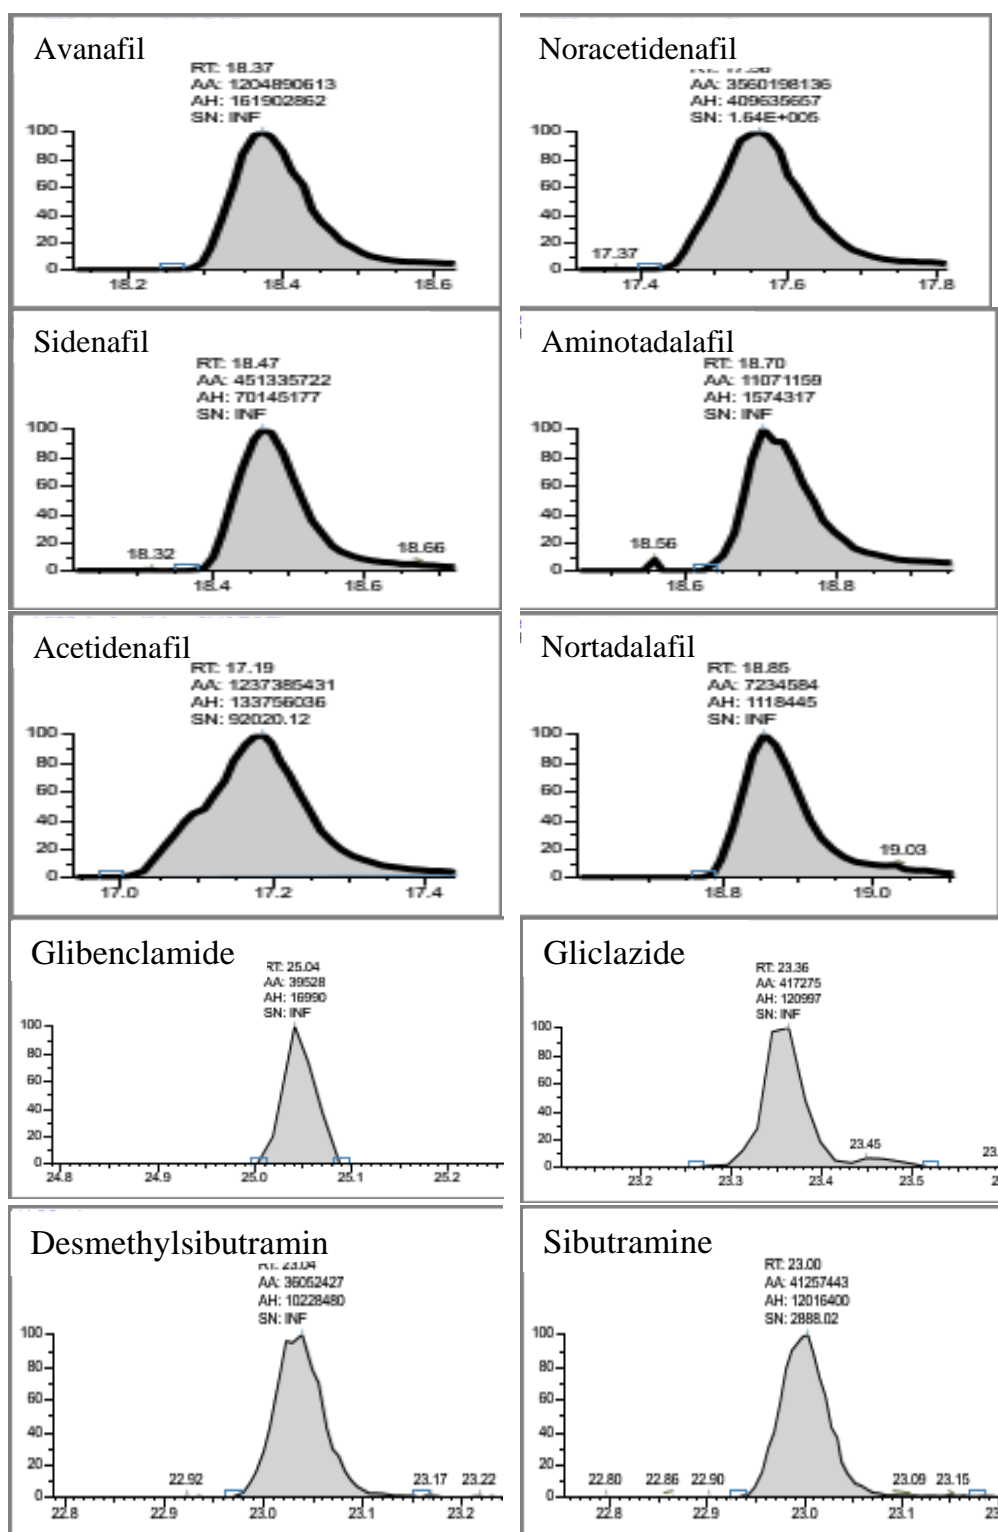 Avanafil
RT: 18.37
AA: 1204890613
AH: 161902862
SN: INF
100
80
60
40
20
0
18.2 18.4 18.6
Noracetidenafil
AA: 3560198136
AH: 409635657
SN: 1.64E+005
100
80
60
40
20
0
17.37
17.4 17.6 17.8
Sidenafil
RT: 18.47
AA: 451335722
AH: 70145177
SN: INF
100
80
60
40
20
0
18.32 18.66
18.4 18.6
Aminotadalafil
RT: 18.70
AA: 11071159
AH: 1574317
SN: INF
100
80
60
40
20
0
18.56
18.6 18.8
Acetidenafil
RT: 17.19
AA: 1237385431
AH: 133756036
SN: 92020.12
100
80
60
40
20
0
17.0 17.2 17.4
Nortadalafil
RT: 18.85
AA: 7234584
AH: 1118445
SN: INF
100
80
60
40
20
0
19.03
18.8 19.0
Glibenclamide
RT: 25.04
AA: 39528
AH: 16990
SN: INF
100
80
60
40
20
0
24.8 24.9 25.0 25.1 25.2
Gliclazide
RT: 23.36
AA: 417275
AH: 120997
SN: INF
100
80
60
40
20
0
23.45
23.2 23.3 23.4 23.5
Desmethylsibutramin
RT: 23.04
AA: 36052427
AH: 10228480
SN: INF
100
80
60
40
20
0
22.92 23.17 23.22
22.8 22.9 23.0 23.1 23.2
Sibutramine
RT: 23.00
AA: 41257443
AH: 12016400
SN: 2888.02
100
80
60
40
20
0
22.80 22.86 22.90 23.09 23.15
22.8 22.9 23.0 23.1